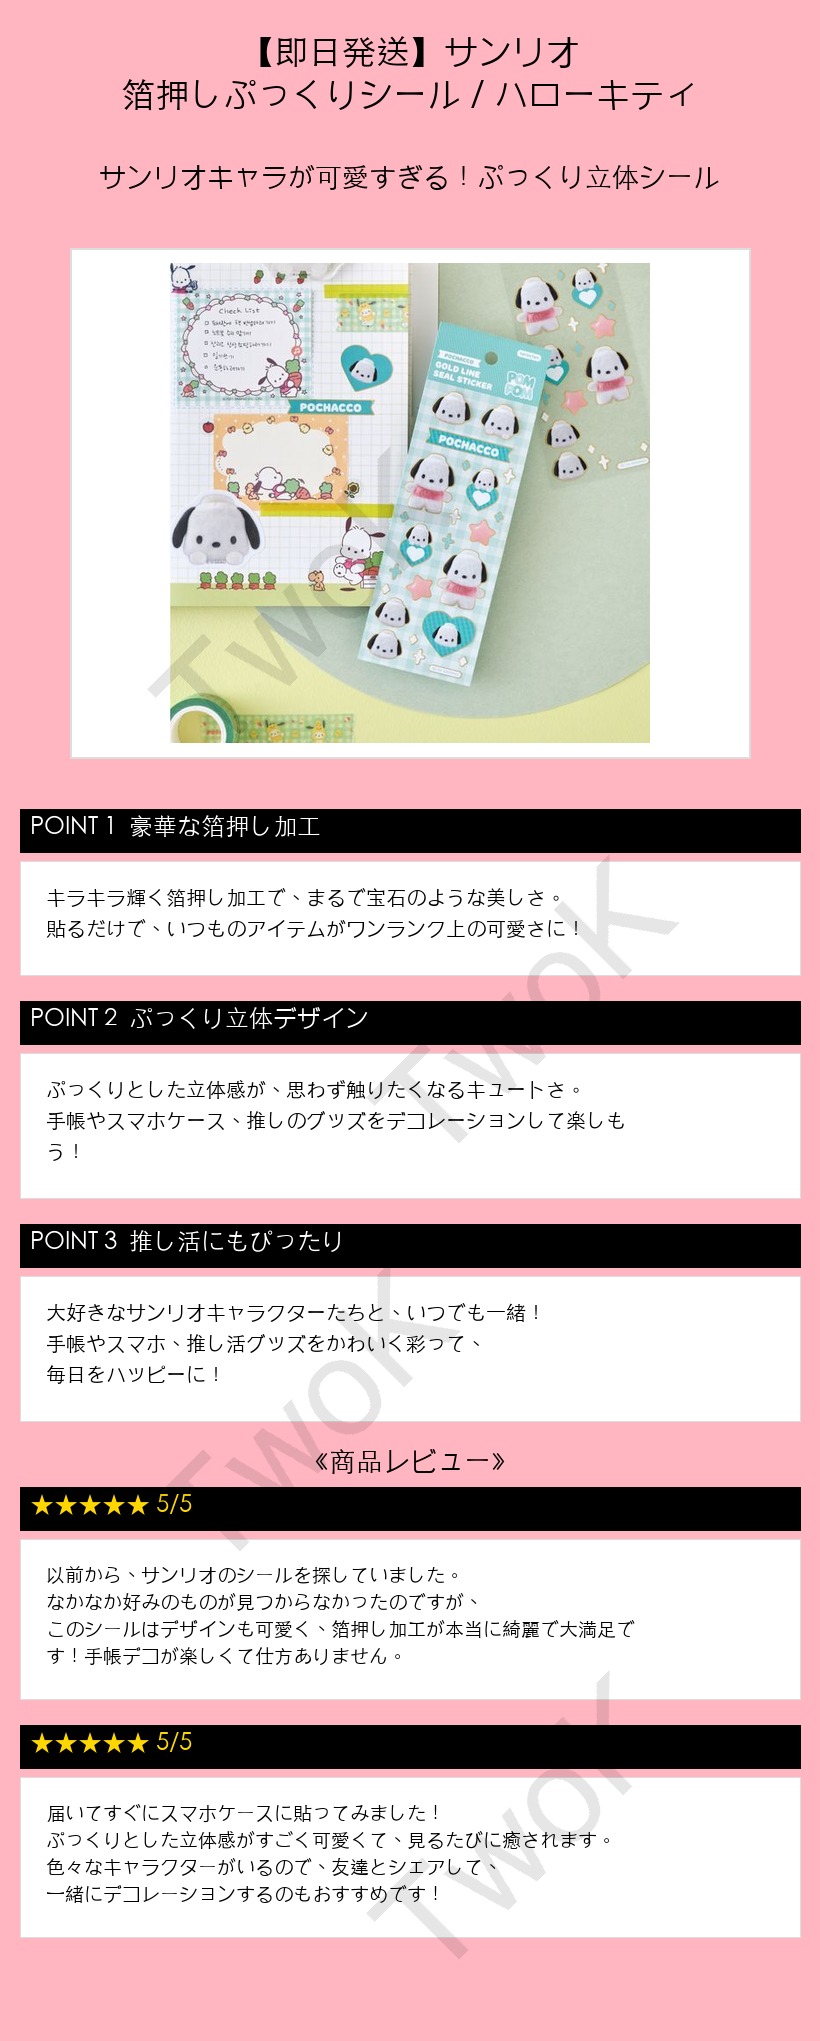 【即日発送】サンリオ
箔押しぷっくりシール / ハローキティ
サンリオキャラが可愛すぎる！ぷっくり立体シール
Check List
POCHACCO
POCHACCO
GOLD LINE
SEAL STICKER
POM
POM
POCHACCO
TwoK
POINT 1 豪華な箔押し加工
キラキラ輝く箔押し加工で、まるで宝石のような美しさ。
貼るだけで、いつものアイテムがワンランク上の可愛さに！
TwoK
POINT 2 ぷっくり立体デザイン
ぷっくりとした立体感が、思わず触りたくなるキュートさ。
手帳やスマホケース、推しのグッズをデコレーションして楽しも
う！
POINT 3 推し活にもぴったり
大好きなサンリオキャラクターたちと、いつでも一緒！
手帳やスマホ、推し活グッズをかわいく彩って、
毎日をハッピーに！
TwoK
《商品レビュー》
★★★★★ 5/5
以前から、サンリオのシールを探していました。
なかなか好みのものが見つからなかったのですが、
このシールはデザインも可愛く、箔押し加工が本当に綺麗で大満足で
す！手帳デコが楽しくて仕方ありません。
★★★★★ 5/5
届いてすぐにスマホケースに貼ってみました！
ぷっくりとした立体感がすごく可愛くて、見るたびに癒されます。
色々なキャラクターがいるので、友達とシェアして、
一緒にデコレーションするのもおすすめです！
TwoK